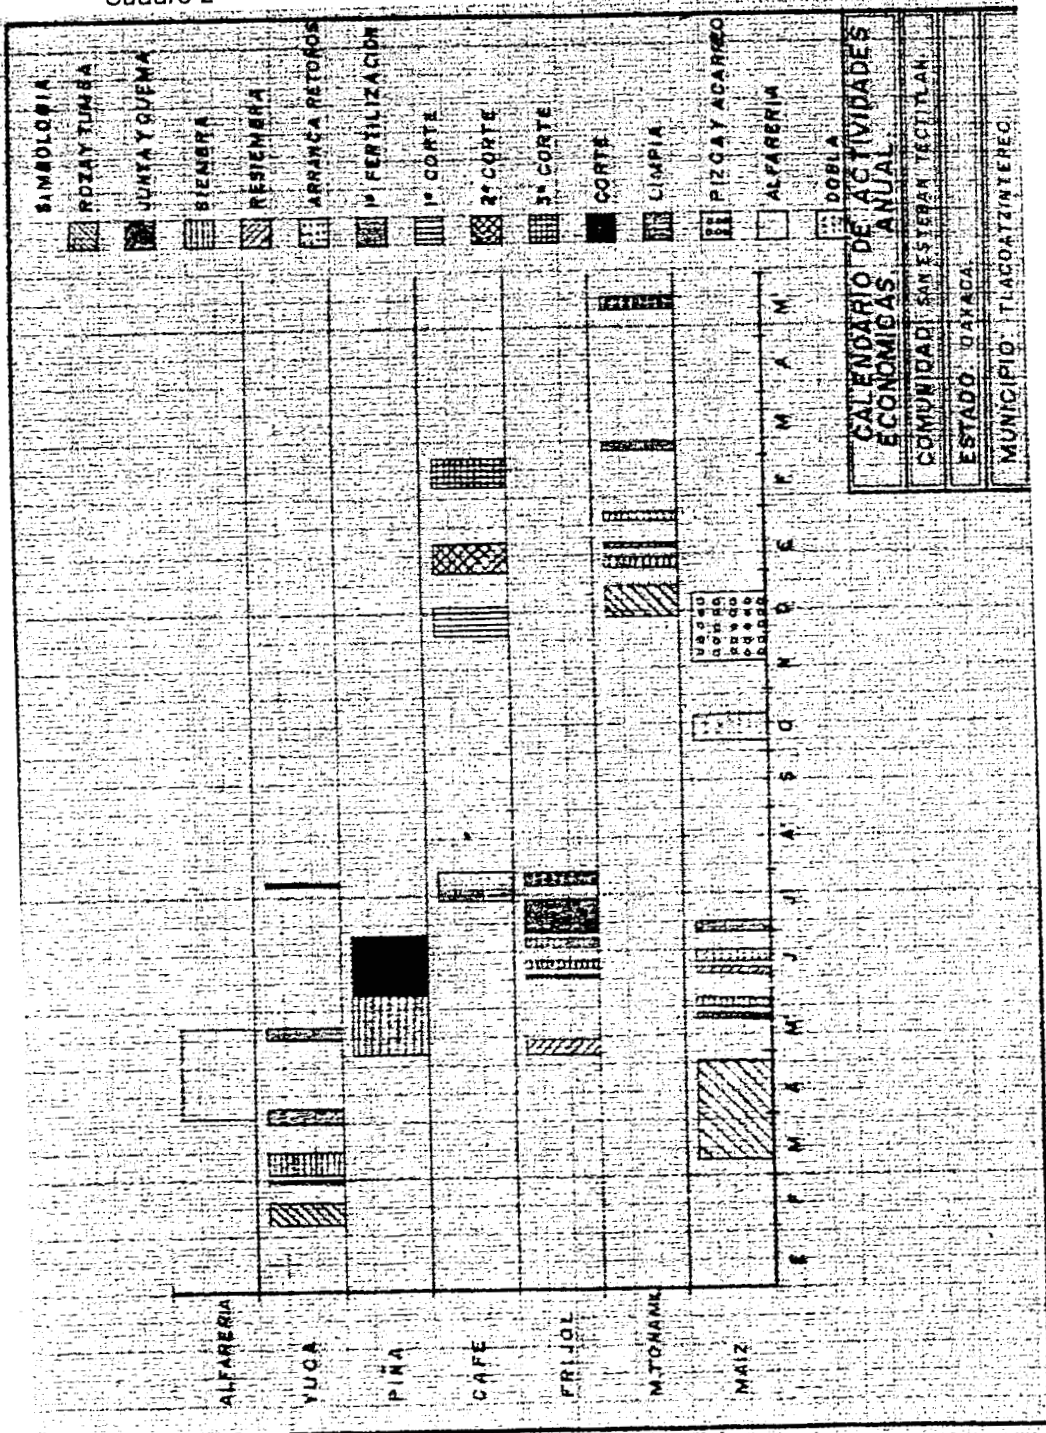 Cuadro 2
SIMBOLOGIA
ROZA Y TUMBA
JUNTA Y QUEMA
SIEMBRA
RESIEMBRA
ARRANCA RETOÑOS
1ª FERTILIZACION
1º CORTE
2º CORTE
3º CORTE
CORTE
LIMPIA
PIZCA Y ACARREO
ALFARERIA
DOBLA
ALFARERIA
YUCA
PIÑA
CAFE
FRIJOL
M.TONAMIL
MAIZ
E F M A M' J J' A' S O N D E F M A M'
CALENDARIO DE ACTIVIDADES
ECONOMICAS. ANUAL.
COMUNIDAD: SAN ESTEBAN TECTITLAN.
ESTADO: OAXACA.
MUNICIPIO: TLACOATZINTEPEC.